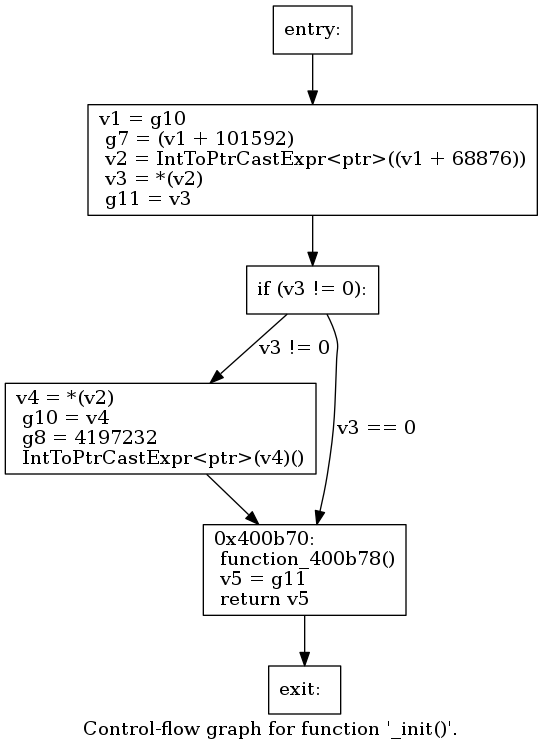 entry:
v1 = g10
g7 = (v1 + 101592)
v2 = IntToPtrCastExpr<ptr>((v1 + 68876))
v3 = *(v2)
g11 = v3
if (v3 != 0):
v3 != 0
v4 = *(v2)
g10 = v4
g8 = 4197232
IntToPtrCastExpr<ptr>(v4)()
v3 == 0
0x400b70:
function_400b78()
v5 = g11
return v5
exit:
Control-flow graph for function '_init()'.